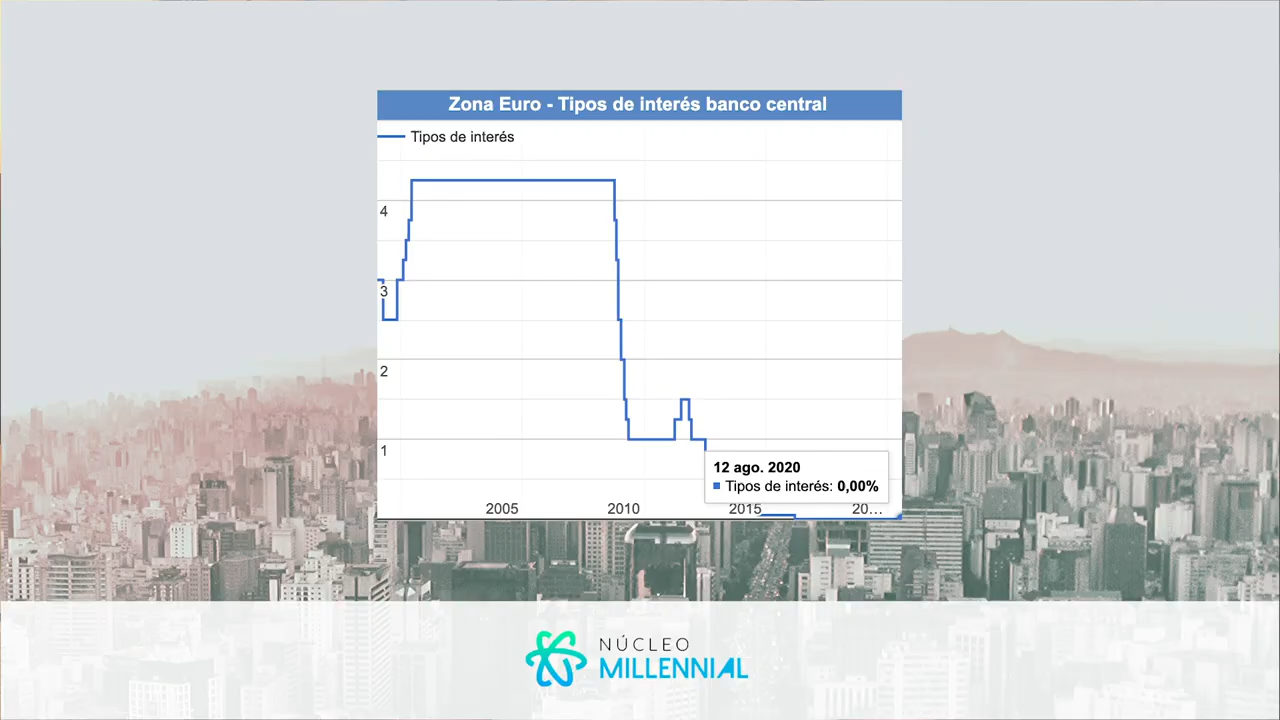 Zona Euro - Tipos de interés banco central
Tipos de interés
4
3
2
1
12 ago. 2020
Tipos de interés: 0,00%
2005
2010
2015
20...
NÚCLEO
MILLENNIAL